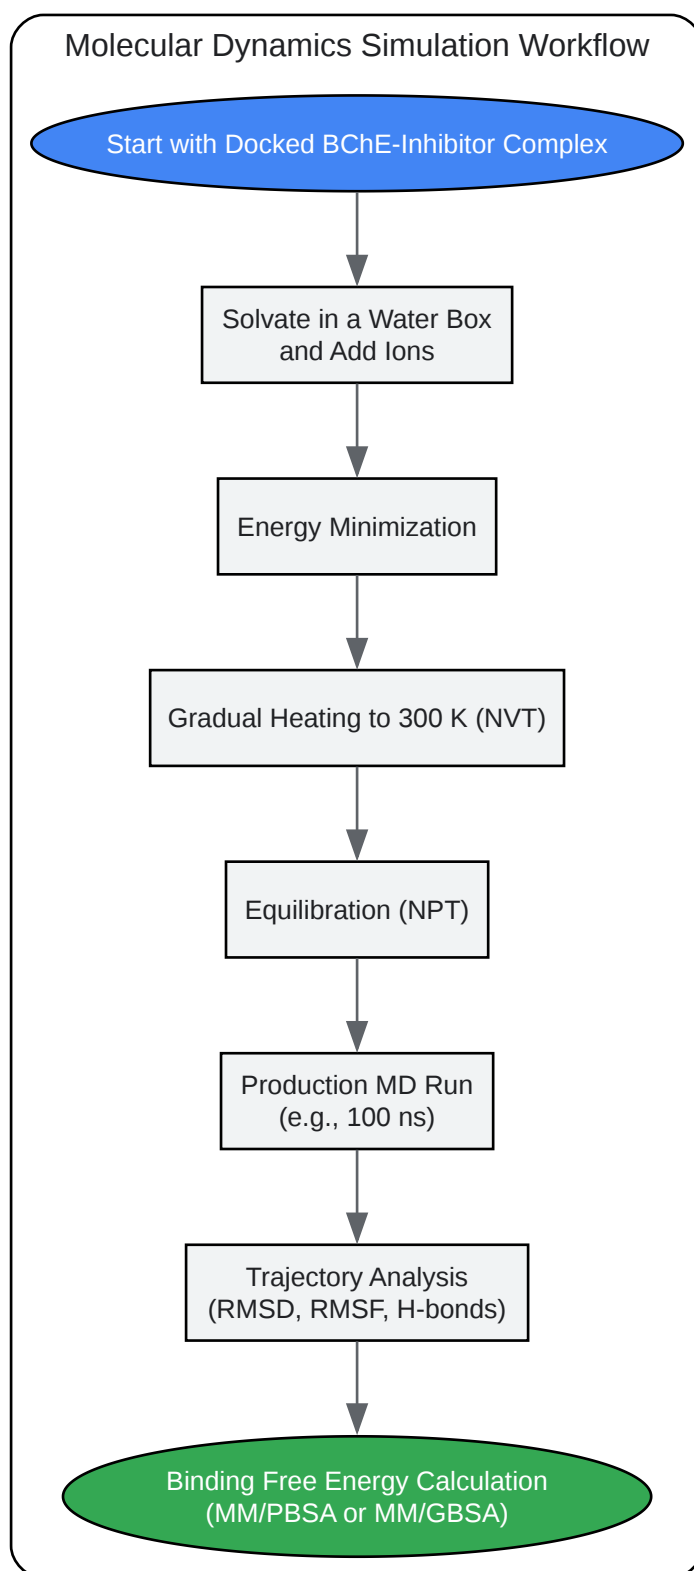 Molecular Dynamics Simulation Workflow
Start with Docked BChE-Inhibitor Complex
Solvate in a Water Box
and Add Ions
Energy Minimization
Gradual Heating to 300 K (NVT)
Equilibration (NPT)
Production MD Run
(e.g., 100 ns)
Trajectory Analysis
(RMSD, RMSF, H-bonds)
Binding Free Energy Calculation
(MM/PBSA or MM/GBSA)